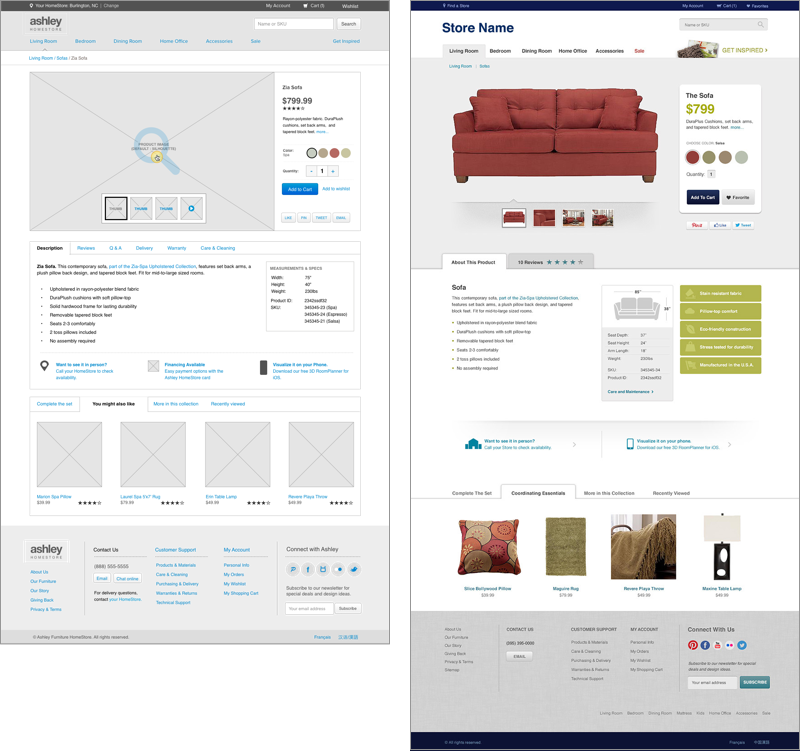 Your HomeStore: Burlington, NC | Change
My Account
Cart (5)
Wishlist
ashley
HOMESTORE
Name or SKU
Search
Living Room
Bedroom
Dining Room
Home Office
Accessories
Sale
Get Inspired
Living Room / Sofas / Zia Sofa
PRODUCT IMAGE
(DEFAULT - SILHOUETTE)
THUMB
THUMB
THUMB
Zia Sofa
$799.99
Rayon-polyester fabric. DuraPlush
cushions, set back arms, and
tapered block feet. more...
Color:
Spa
Quantity:
- 1 +
Add to Cart
Add to wishlist
LIKE
PIN
TWEET
EMAIL
Description
Reviews
Q & A
Delivery
Warranty
Care & Cleaning
Zia Sofa. This contemporary sofa, part of the Zia-Spa Upholstered Collection, features set back arms, a
plush pillow back design, and tapered block feet. Fit for mid-to-large sized rooms.
Upholstered in rayon-polyester blend fabric
DuraPlush cushions with soft pillow-top
Solid hardwood frame for lasting durability
Removable tapered block feet
Seats 2-3 comfortably
2 toss pillows included
No assembly required
MEASUREMENTS & SPECS
Width: 75"
Height: 40"
Weight: 230lbs
Product ID: 2342ssdf32
SKU: 345345-23 (Spa)
345345-24 (Espresso)
345345-21 (Salsa)
Want to see it in person?
Call your HomeStore to check
availability.
Financing Available
Easy payment options with the
Ashley HomeStore card
Visualize it on your Phone.
Download our free 3D RoomPlanner for
iOS.
Complete the set
You might also like
More in this collection
Recently viewed
Marion Spa Pillow
$39.99
Laurel Spa 5'x7' Rug
$79.99
Erin Table Lamp
$49.99
Revere Playa Throw
$49.99
ashley
HOMESTORE
About Us
Our Furniture
Our Story
Giving Back
Privacy & Terms
Contact Us
(888) 555-5555
Email
Chat online
For delivery questions,
contact your HomeStore.
Customer Support
Products & Materials
Care & Cleaning
Purchasing & Delivery
Warranties & Returns
Technical Support
My Account
Personal Info
My Orders
My Wishlist
My Shopping Cart
Connect with Ashley
Subscribe to our newsletter for
special deals and design ideas.
Your email address
Subscribe
© Ashley Furniture HomeStore. All rights reserved.
Français
Find a Store
My Account
Cart (1)
Favorites
Store Name
Name or SKU
Living Room
Bedroom
Dining Room
Home Office
Accessories
Sale
GET INSPIRED
Living Room
Sofas
The Sofa
$799
DuraPlus Cushions, set back arms,
and tapered block feet. more...
CHOOSE COLOR: Salsa
Quantity: 1
Add To Cart
Favorite
Pin it
Like
Tweet
About This Product
10 Reviews
Sofa
This contemporary sofa, part of the Zia-Spa Upholstered Collection,
features set back arms, a plush pillow back design, and tapered block
feet. Fit for mid-to-large sized rooms.
Upholstered in rayon-polyester blend fabric
DuraPlush cushions with soft pillow-top
Removable tapered block feet
Seats 2-3 comfortably
2 loss pillows included
No assembly required
Seat Depth: 37"
Seat Height: 24"
Arm Length: 18"
Weight: 230lbs
SKU: 345345-34
Product ID: 2342ssdf32
Care and Maintenance
Stain resistant fabric
Pillow-top comfort
Eco-friendly construction
Stress tested for durability
Manufactured in the U.S.A.
Want to see it in person?
Call your Store to check availability.
Visualize it on your phone.
Download our free 3D RoomPlanner for iOS.
Complete The Set
Coordinating Essentials
More in this Collection
Recently Viewed
Slice Bollywood Pillow
$39.99
Maguire Rug
$79.99
Revere Playa Throw
$49.99
Maxine Table Lamp
$49.99
About Us
Our Furniture
Our Story
Giving Back
Privacy & Terms
Sitemap
CONTACT US
EMAIL
CUSTOMER SUPPORT
Products & Materials
Care & Cleaning
Purchasing & Delivery
Warranties & Returns
Technical Support
MY ACCOUNT
Personal Info
My Orders
My Wishlist
My Shopping Cart
Connect With Us
Subscribe to our newsletter for special
deals and design ideas.
Your email address
SUBSCRIBE
Living Room
Bedroom
Dining Room
Mattress
Kids
Home Office
Accessories
Sale
© All rights reserved.
Français